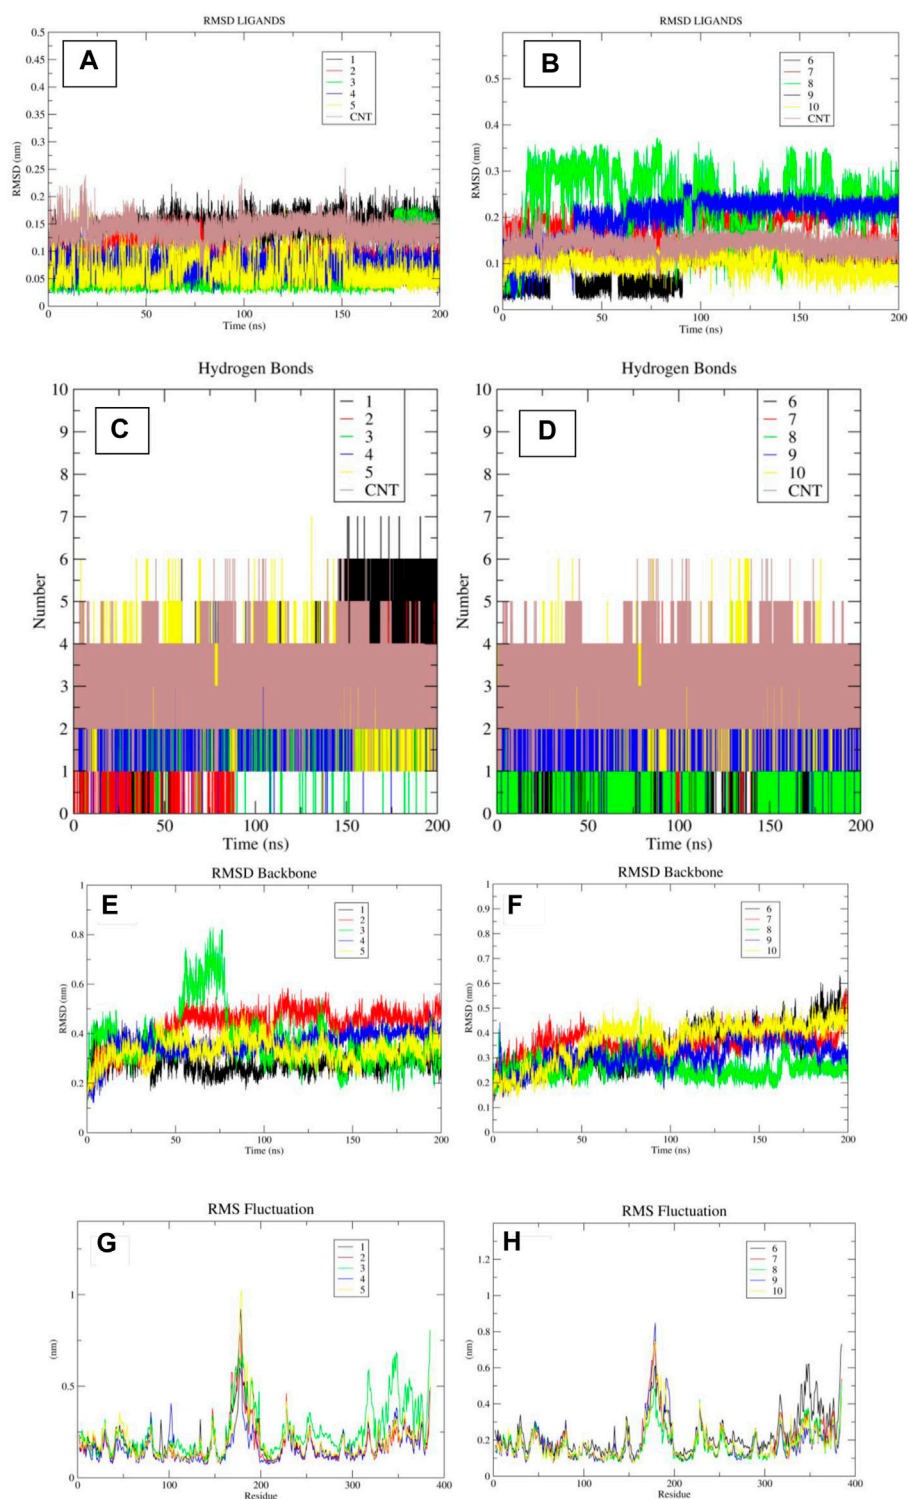 RMSD LIGANDS
A
1
2
3
4
5
CNT
0.5
0.45
0.4
0.35
0.3
0.25
0.2
0.15
0.1
0.05
0
RMSD (nm)
0 50 100 150 200
Time (ns)
RMSD LIGANDS
B
6
7
8
9
10
CNT
0.5
0.4
0.3
0.2
0.1
0
RMSD (nm)
0 50 100 150 200
Time (ns)
Hydrogen Bonds
C
1
2
3
4
5
CNT
10
9
8
7
6
5
4
3
2
1
0
Number
0 50 100 150 200
Time (ns)
Hydrogen Bonds
D
6
7
8
9
10
CNT
10
9
8
7
6
5
4
3
2
1
0
0 50 100 150 200
Time (ns)
RMSD Backbone
E
1
2
3
4
5
1
0.8
0.6
0.4
0.2
0
RMSD (nm)
0 50 100 150 200
Time (ns)
RMSD Backbone
F
6
7
8
9
10
1
0.9
0.8
0.7
0.6
0.5
0.4
0.3
0.2
0.1
0
RMSD (nm)
0 50 100 150 200
Time (ns)
RMS Fluctuation
G
1
2
3
4
5
1
0.5
0
(nm)
0 100 200 300 400
Residue
RMS Fluctuation
H
6
7
8
9
10
1.2
1
0.8
0.6
0.4
0.2
0
(nm)
0 100 200 300 400
Residue